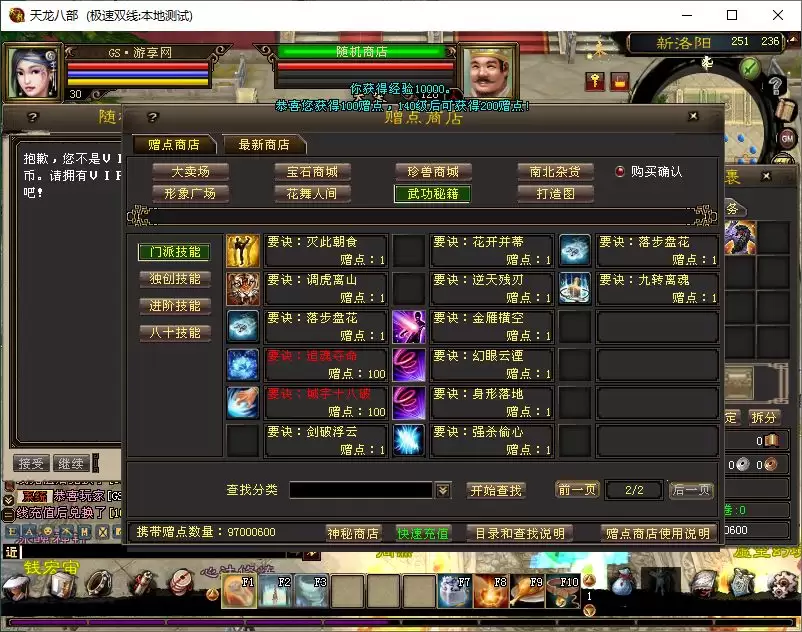 天龙八部 (极速双线:本地测试)
GS·游享网
30
随机商店
新洛阳 251 236
你获得经验10000。
120
恭喜您获得100赠点，140级后可获得200赠点！
赠点商店
抱歉，您不是VI
币。请拥有VIP
吧！
赠点商店 最新商店
大卖场 宝石商城 珍兽商城 南北杂货 购买确认
形象广场 花舞人间 武功秘籍 打造图
门派技能
独创技能
进阶技能
八十技能
要诀：灭此朝食
赠点：1
要诀：花开并蒂
赠点：1
要诀：落步盘花
赠点：1
要诀：调虎离山
赠点：1
要诀：逆天残刃
赠点：1
要诀：九转离魂
赠点：1
要诀：落步盘花
赠点：1
要诀：金雁横空
赠点：1
要诀：追魂夺命
赠点：100
要诀：幻眼云谭
赠点：1
赠点：100
要诀：身形落地
赠点：1
要诀：剑破浮云
赠点：1
要诀：强杀偷心
赠点：1
查找分类 开始查找 前一页 2/2 后一页
携带赠点数量：97000600 神秘商店 快速充值 目录和查找说明 赠点商店使用说明
接受 继续
系统 恭喜玩家[GS
线充值后兑换了[10
近
钱宏宙
定 拆分
GM
F1 F2 F3 F7 F8 F9 F10
1